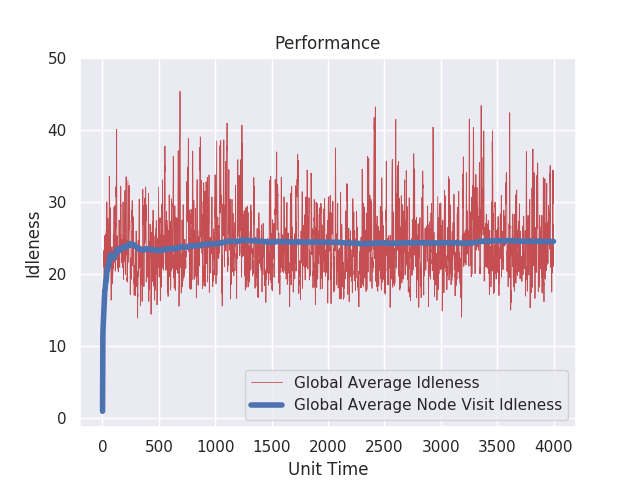 Performance
50
40
30
20
10
0
Idleness
Global Average Idleness
Global Average Node Visit Idleness
0 500 1000 1500 2000 2500 3000 3500 4000
Unit Time